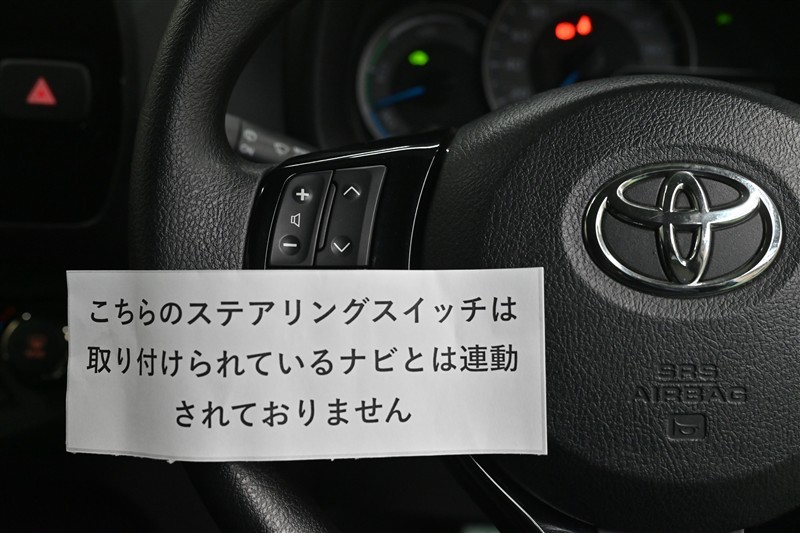 こちらのステアリングスイッチは
取り付けられているナビとは連動
されておりません
SRS
AIRBAG